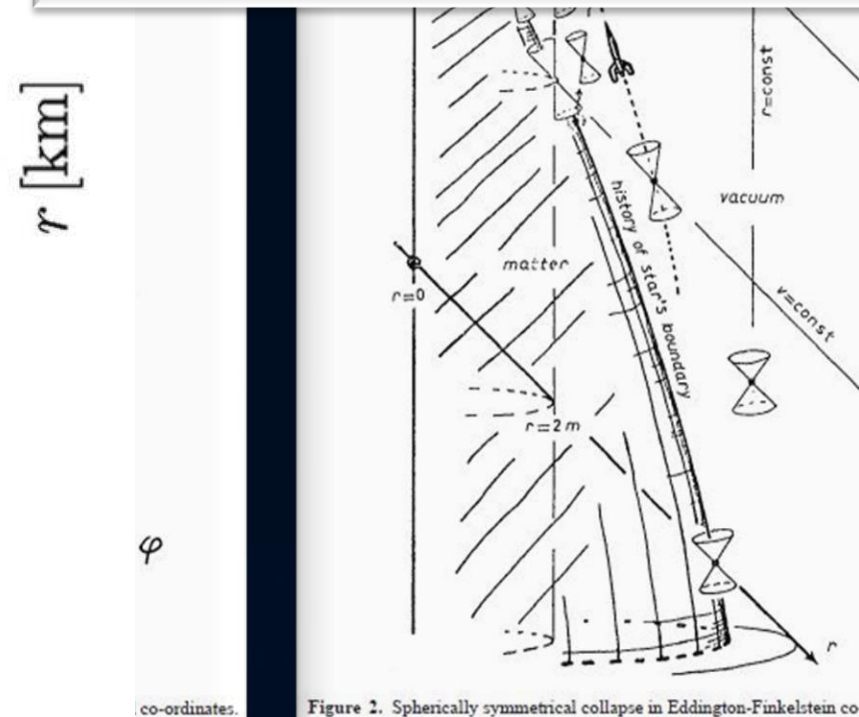 r [km]
r=const
history of star's boundary
vacuum
matter
r=0
v=const
r=2m
φ
r
co-ordinates.
Figure 2. Spherically symmetrical collapse in Eddington-Finkelstein co